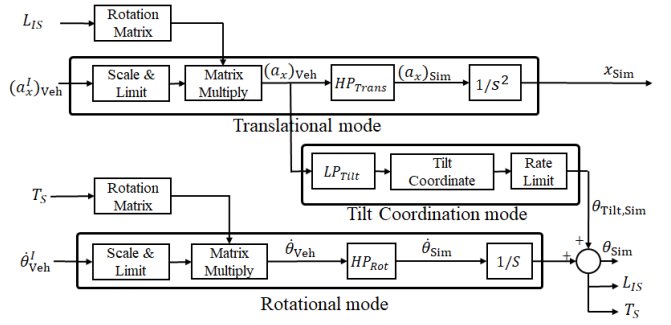 L_IS
Rotation Matrix
(a_x^I)_Veh
Scale & Limit
Matrix Multiply
(a_x)_Veh
HP_Trans
(a_x)_Sim
1/S^2
x_Sim
Translational mode
LP_Tilt
Tilt Coordinate
Rate Limit
Tilt Coordination mode
θ_Tilt,Sim
T_S
Rotation Matrix
θ̇_Veh^I
Scale & Limit
Matrix Multiply
θ̇_Veh
HP_Rot
θ̇_Sim
1/S
+
+
θ_Sim
L_IS
T_S
Rotational mode